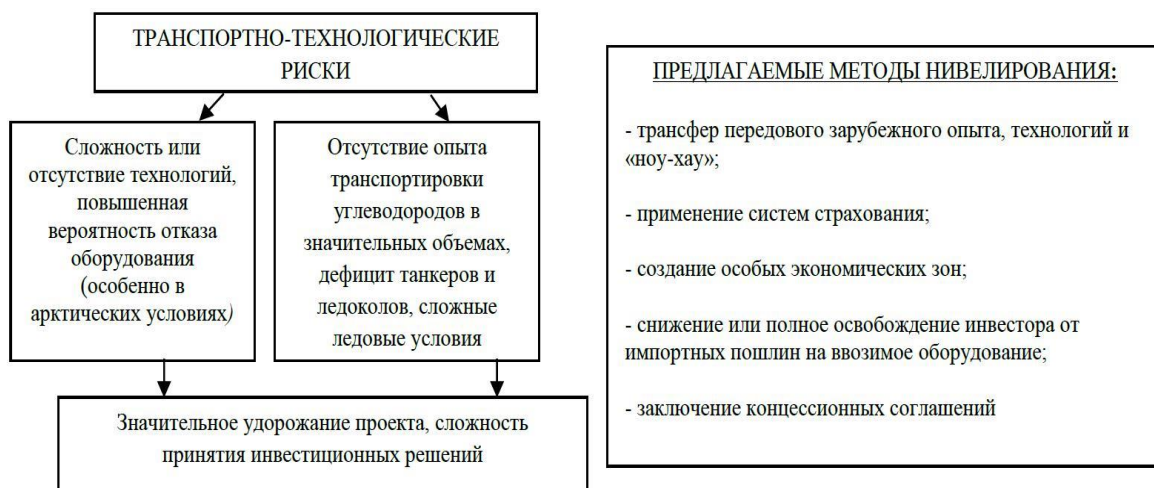 ТРАНСПОРТНО-ТЕХНОЛОГИЧЕСКИЕ
РИСКИ
Сложность или
отсутствие технологий,
повышенная
вероятность отказа
оборудования
(особенно в
арктических условиях)
Отсутствие опыта
транспортировки
углеводородов в
значительных объемах,
дефицит танкеров и
ледоколов, сложные
ледовые условия
Значительное удорожание проекта, сложность
принятия инвестиционных решений
ПРЕДЛАГАЕМЫЕ МЕТОДЫ НИВЕЛИРОВАНИЯ:
- трансфер передового зарубежного опыта, технологий и
«ноу-хау»;
- применение систем страхования;
- создание особых экономических зон;
- снижение или полное освобождение инвестора от
импортных пошлин на ввозимое оборудование;
- заключение концессионных соглашений